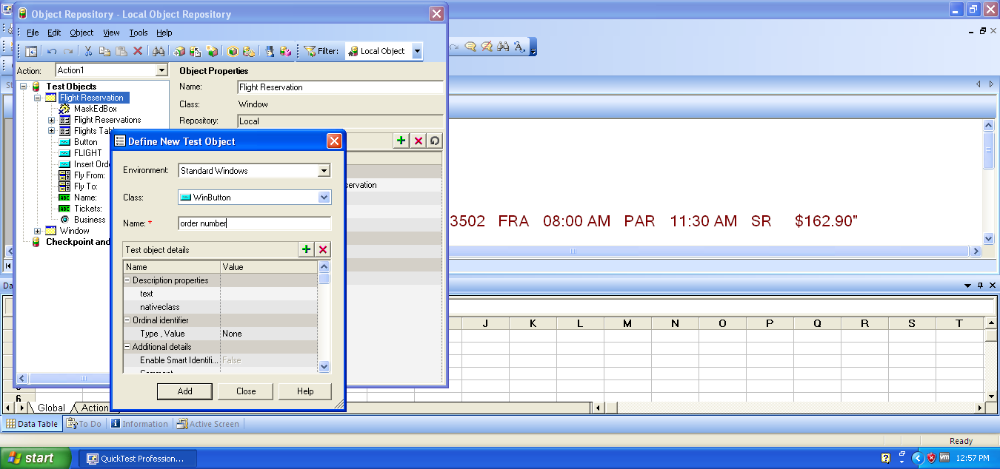 Object Repository - Local Object Repository
File Edit Object View Tools Help
Filter: Local Object
Action: Action1
Test Objects
Flight Reservation
MaskEdBox
Flight Reservations
Flights Tab
Button
FLIGHT
Insert Orde
Fly From:
Fly To:
Name:
Tickets:
Business
Window
Checkpoint and
Object Properties
Name: Flight Reservation
Class: Window
Repository: Local
servation
Define New Test Object
Environment: Standard Windows
Class: WinButton
Name: * order number
Test object details
Name Value
Description properties
text
nativeclass
Ordinal identifier
Type , Value None
Additional details
Enable Smart Identifi... False
Comment
Add Close Help
3502 FRA 08:00 AM PAR 11:30 AM SR $162.90"
Da
J K L M N O P Q R S T
6
Global Action
Data Table To Do Information Active Screen
Ready
start QuickTest Profession... 12:57 PM